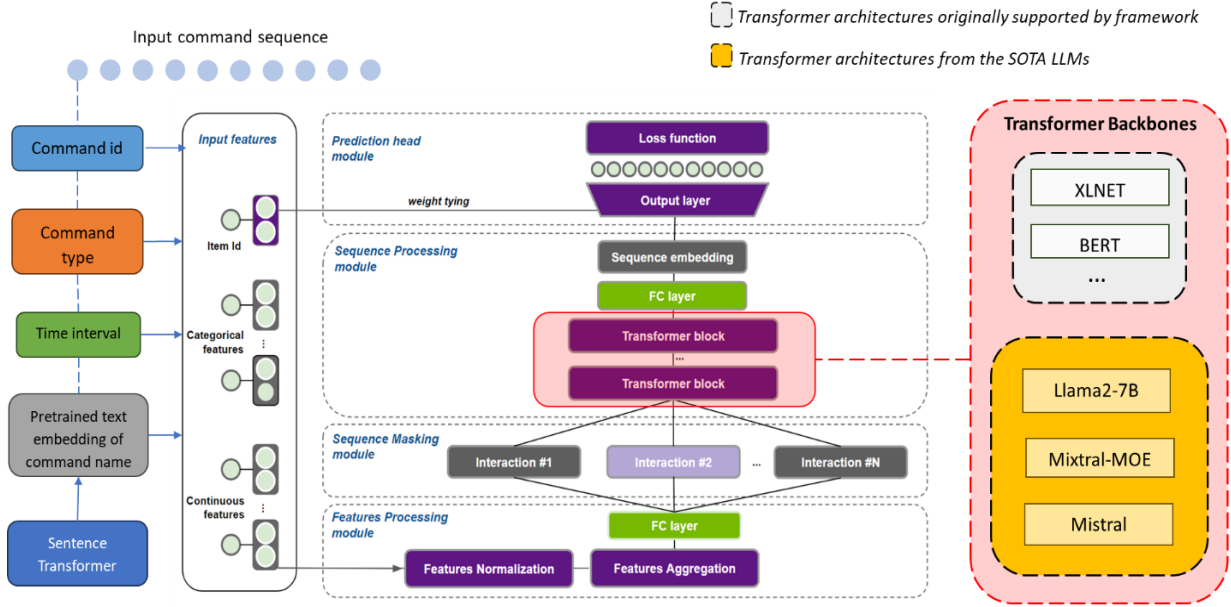 Transformer architectures originally supported by framework
Transformer architectures from the SOTA LLMs
Input command sequence
Command id
Command
type
Time interval
Pretrained text
embedding of
command name
Sentence
Transformer
Input features
Item Id
Categorical
features
...
Continuous
features
...
Prediction head
module
Loss function
Output layer
weight tying
Sequence Processing
module
Sequence embedding
FC layer
Transformer block
...
Transformer block
Sequence Masking
module
Interaction #1
Interaction #2
...
Interaction #N
Features Processing
module
FC layer
Features Normalization
Features Aggregation
Transformer Backbones
XLNET
BERT
...
Llama2-7B
Mixtral-MOE
Mistral